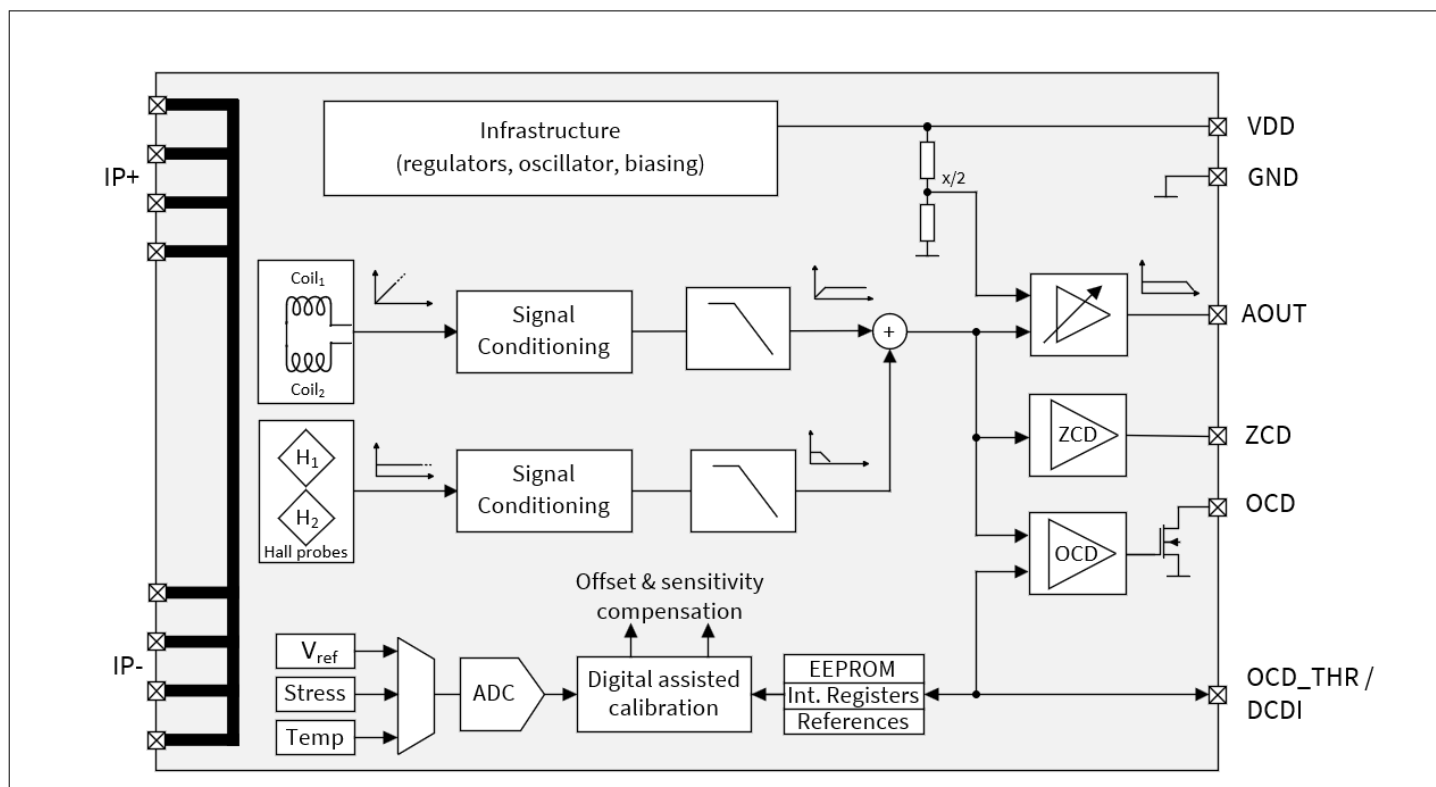 Infrastructure
(regulators, oscillator, biasing)
VDD
IP+
x/2
GND
Coil₁
Coil₂
Signal
Conditioning
+
AOUT
H₁
H₂
Hall probes
Signal
Conditioning
ZCD
ZCD
OCD
OCD
Offset & sensitivity
compensation
IP-
Vref
Stress
Temp
ADC
Digital assisted
calibration
EEPROM
Int. Registers
References
OCD_THR /
DCDI